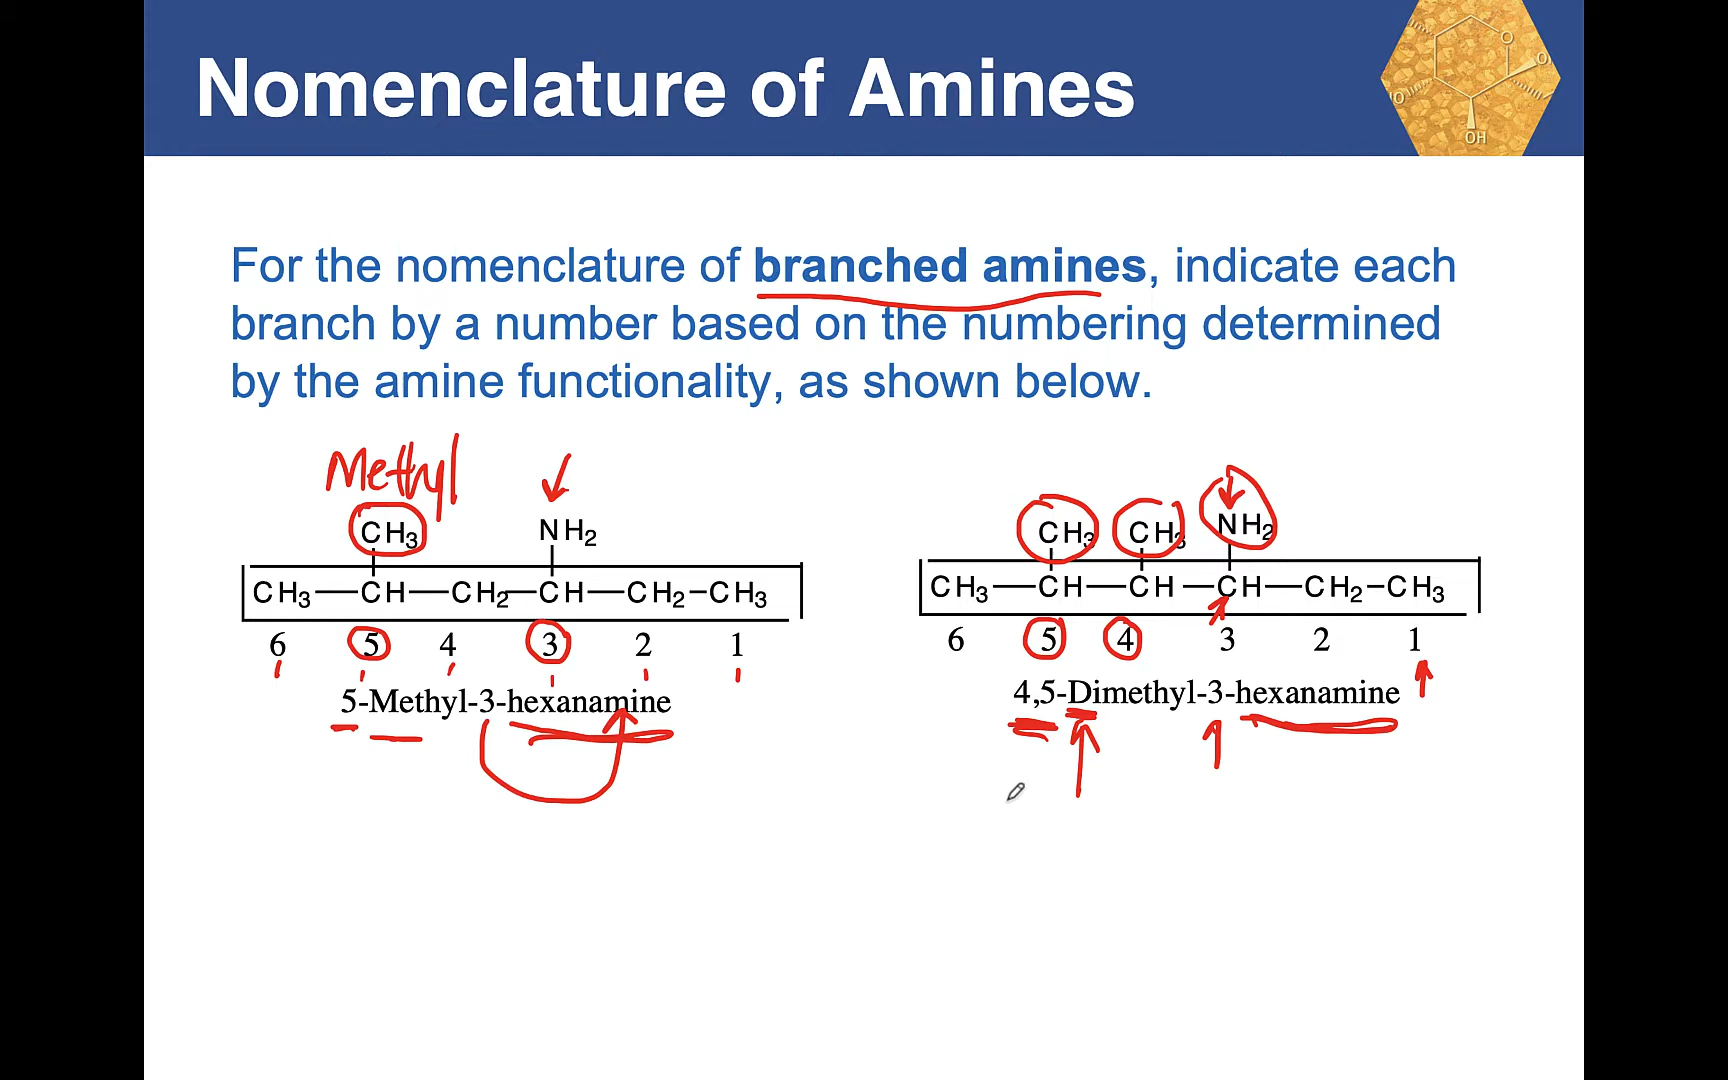 Nomenclature of Amines
O
O
HO
OH
For the nomenclature of branched amines, indicate each
branch by a number based on the numbering determined
by the amine functionality, as shown below.
Methyl
CH3 NH2
CH3—CH—CH2—CH—CH2–CH3
6 5 4 3 2 1
5-Methyl-3-hexanamine
CH3 CH3 NH2
CH3—CH—CH—CH—CH2–CH3
6 5 4 3 2 1
4,5-Dimethyl-3-hexanamine